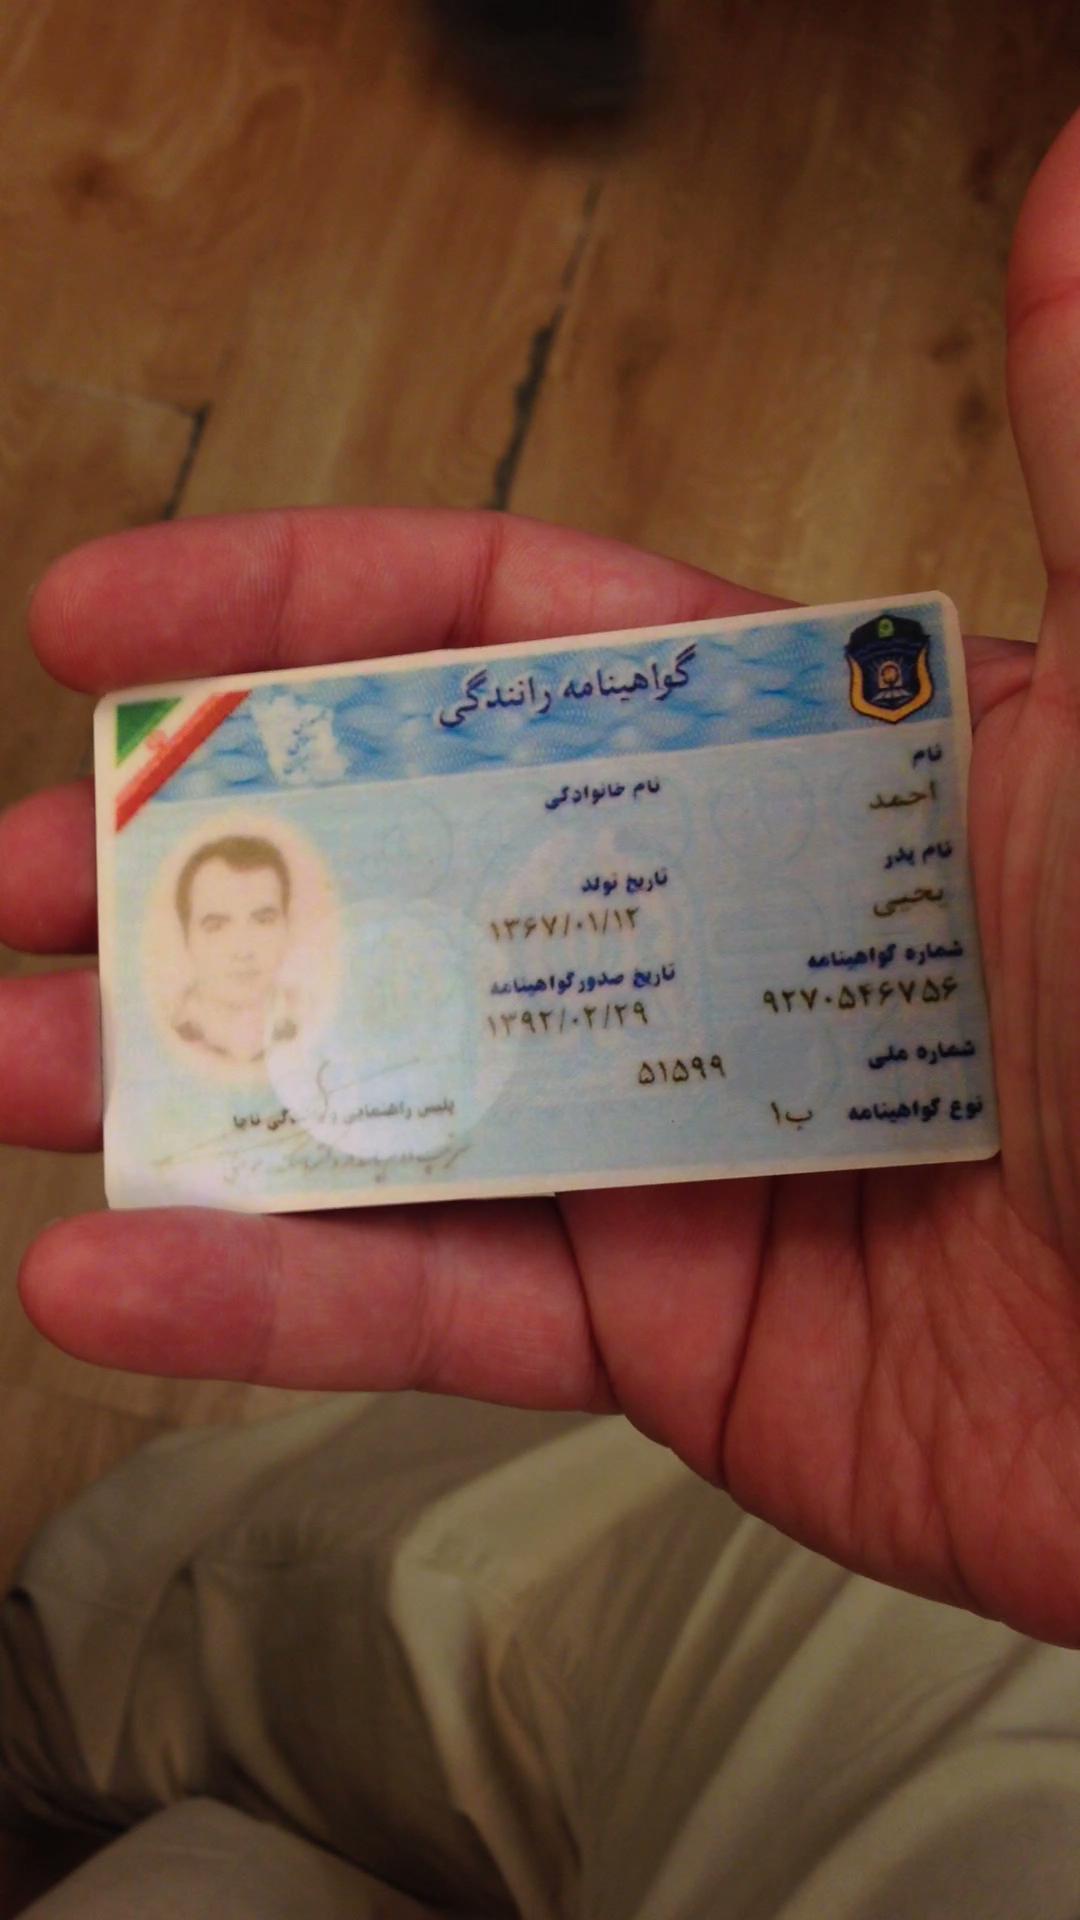 گواهینامه رانندگی
نام
احمد
نام خانوادگی
نام پدر
یحیی
تاریخ تولد
۱۳۶۷/۰۱/۱۲
شماره گواهینامه
۹۲۷۰۵۴۶۷۵۶
تاریخ صدور گواهینامه
۱۳۹۲/۰۲/۲۹
شماره ملی
۵۱۵۹۹
نوع گواهینامه ب۱
پلیس راهنمایی و رانندگی ناجا